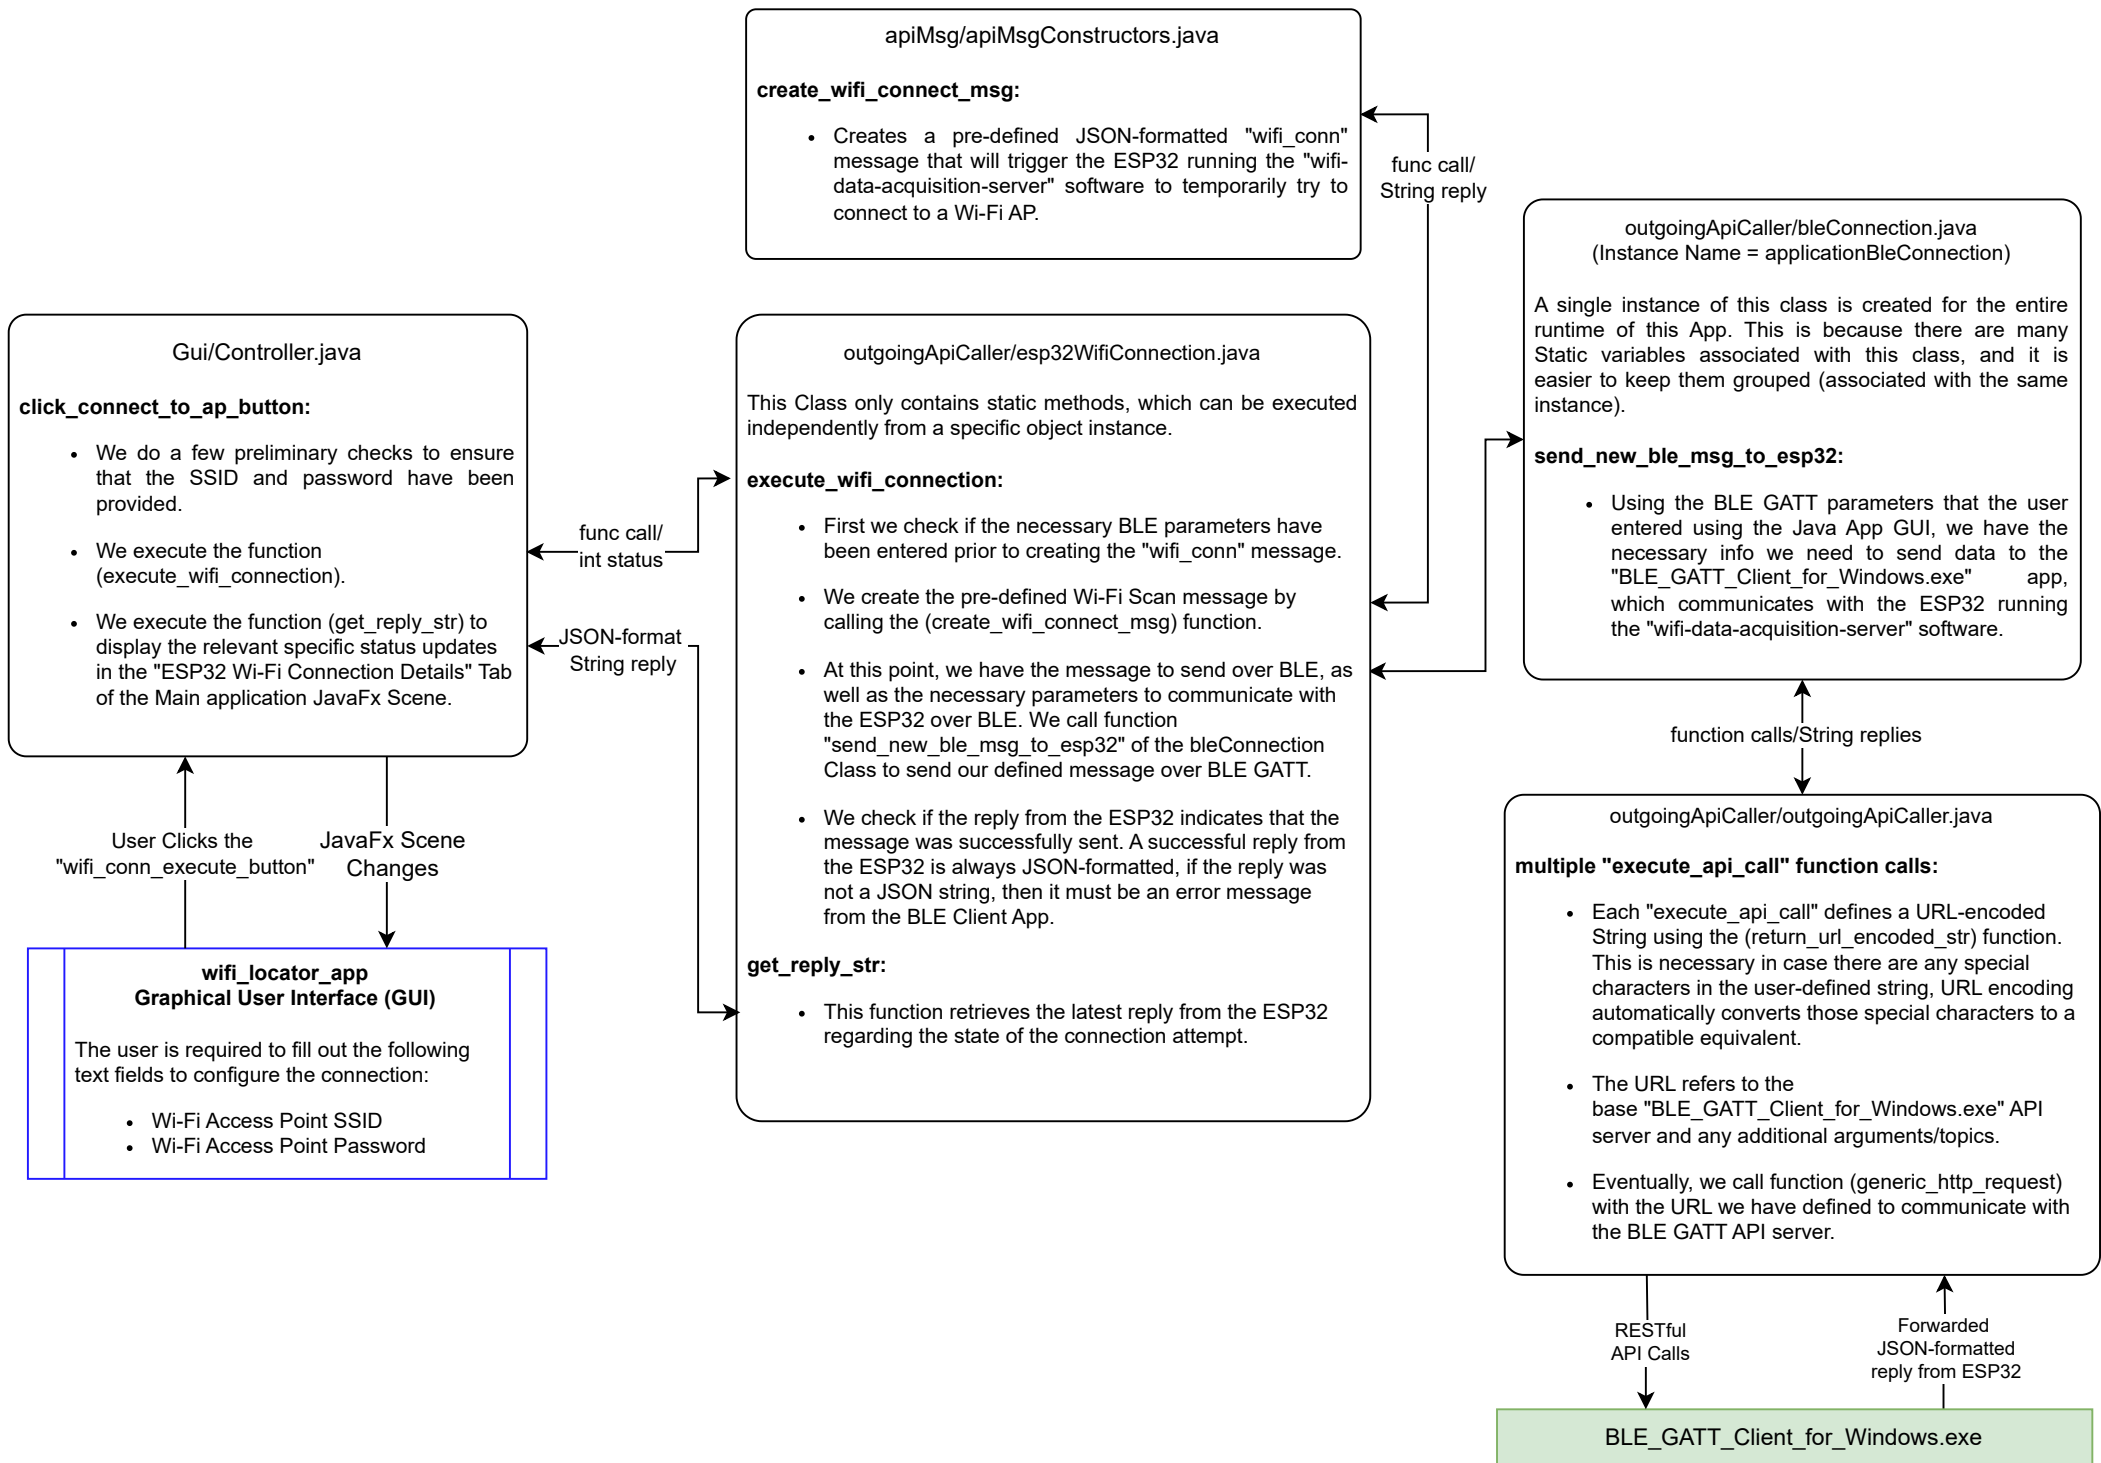 apiMsg/apiMsgConstructors.java
create_wifi_connect_msg:
• Creates a pre-defined JSON-formatted "wifi_conn"
message that will trigger the ESP32 running the "wifi-
data-acquisition-server" software to temporarily try to
connect to a Wi-Fi AP.
func call/
String reply
outgoingApiCaller/bleConnection.java
(Instance Name = applicationBleConnection)
A single instance of this class is created for the entire
runtime of this App. This is because there are many
Static variables associated with this class, and it is
easier to keep them grouped (associated with the same
instance).
send_new_ble_msg_to_esp32:
• Using the BLE GATT parameters that the user
entered using the Java App GUI, we have the
necessary info we need to send data to the
"BLE_GATT_Client_for_Windows.exe" app,
which communicates with the ESP32 running
the "wifi-data-acquisition-server" software.
Gui/Controller.java
click_connect_to_ap_button:
• We do a few preliminary checks to ensure
that the SSID and password have been
provided.
• We execute the function
(execute_wifi_connection).
• We execute the function (get_reply_str) to
display the relevant specific status updates
in the "ESP32 Wi-Fi Connection Details" Tab
of the Main application JavaFx Scene.
func call/
int status
JSON-format
String reply
outgoingApiCaller/esp32WifiConnection.java
This Class only contains static methods, which can be executed
independently from a specific object instance.
execute_wifi_connection:
• First we check if the necessary BLE parameters have
been entered prior to creating the "wifi_conn" message.
• We create the pre-defined Wi-Fi Scan message by
calling the (create_wifi_connect_msg) function.
• At this point, we have the message to send over BLE, as
well as the necessary parameters to communicate with
the ESP32 over BLE. We call function
"send_new_ble_msg_to_esp32" of the bleConnection
Class to send our defined message over BLE GATT.
• We check if the reply from the ESP32 indicates that the
message was successfully sent. A successful reply from
the ESP32 is always JSON-formatted, if the reply was
not a JSON string, then it must be an error message
from the BLE Client App.
get_reply_str:
• This function retrieves the latest reply from the ESP32
regarding the state of the connection attempt.
function calls/String replies
User Clicks the
"wifi_conn_execute_button"
JavaFx Scene
Changes
wifi_locator_app
Graphical User Interface (GUI)
The user is required to fill out the following
text fields to configure the connection:
• Wi-Fi Access Point SSID
• Wi-Fi Access Point Password
outgoingApiCaller/outgoingApiCaller.java
multiple "execute_api_call" function calls:
• Each "execute_api_call" defines a URL-encoded
String using the (return_url_encoded_str) function.
This is necessary in case there are any special
characters in the user-defined string, URL encoding
automatically converts those special characters to a
compatible equivalent.
• The URL refers to the
base "BLE_GATT_Client_for_Windows.exe" API
server and any additional arguments/topics.
• Eventually, we call function (generic_http_request)
with the URL we have defined to communicate with
the BLE GATT API server.
RESTful
API Calls
Forwarded
JSON-formatted
reply from ESP32
BLE_GATT_Client_for_Windows.exe